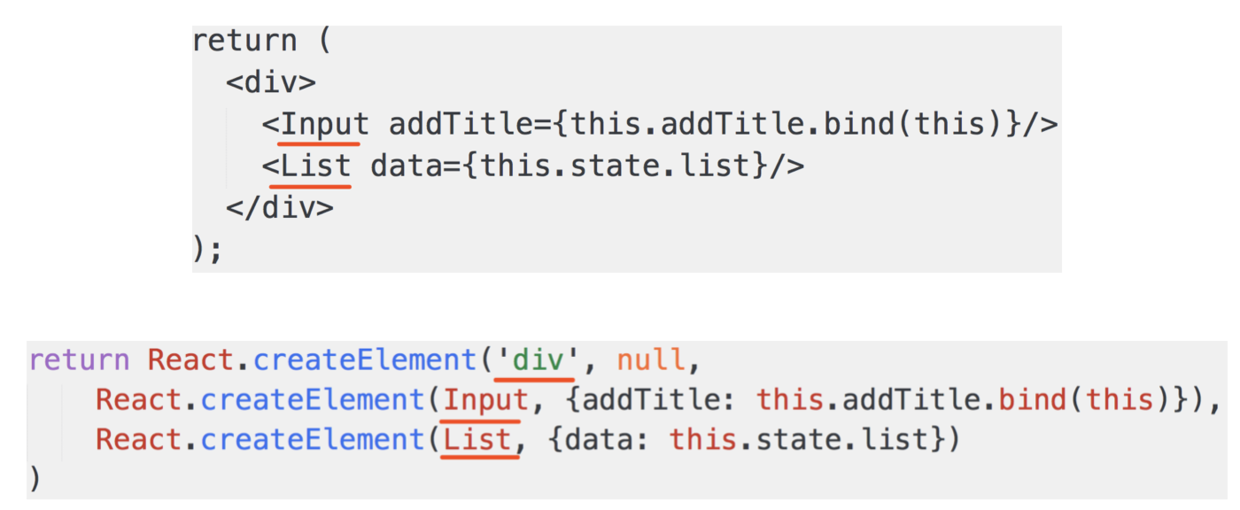 return (
<div>
<Input addTitle={this.addTitle.bind(this)}/>
<List data={this.state.list}/>
</div>
);
return React.createElement('div', null,
React.createElement(Input, {addTitle: this.addTitle.bind(this)}),
React.createElement(List, {data: this.state.list})
)